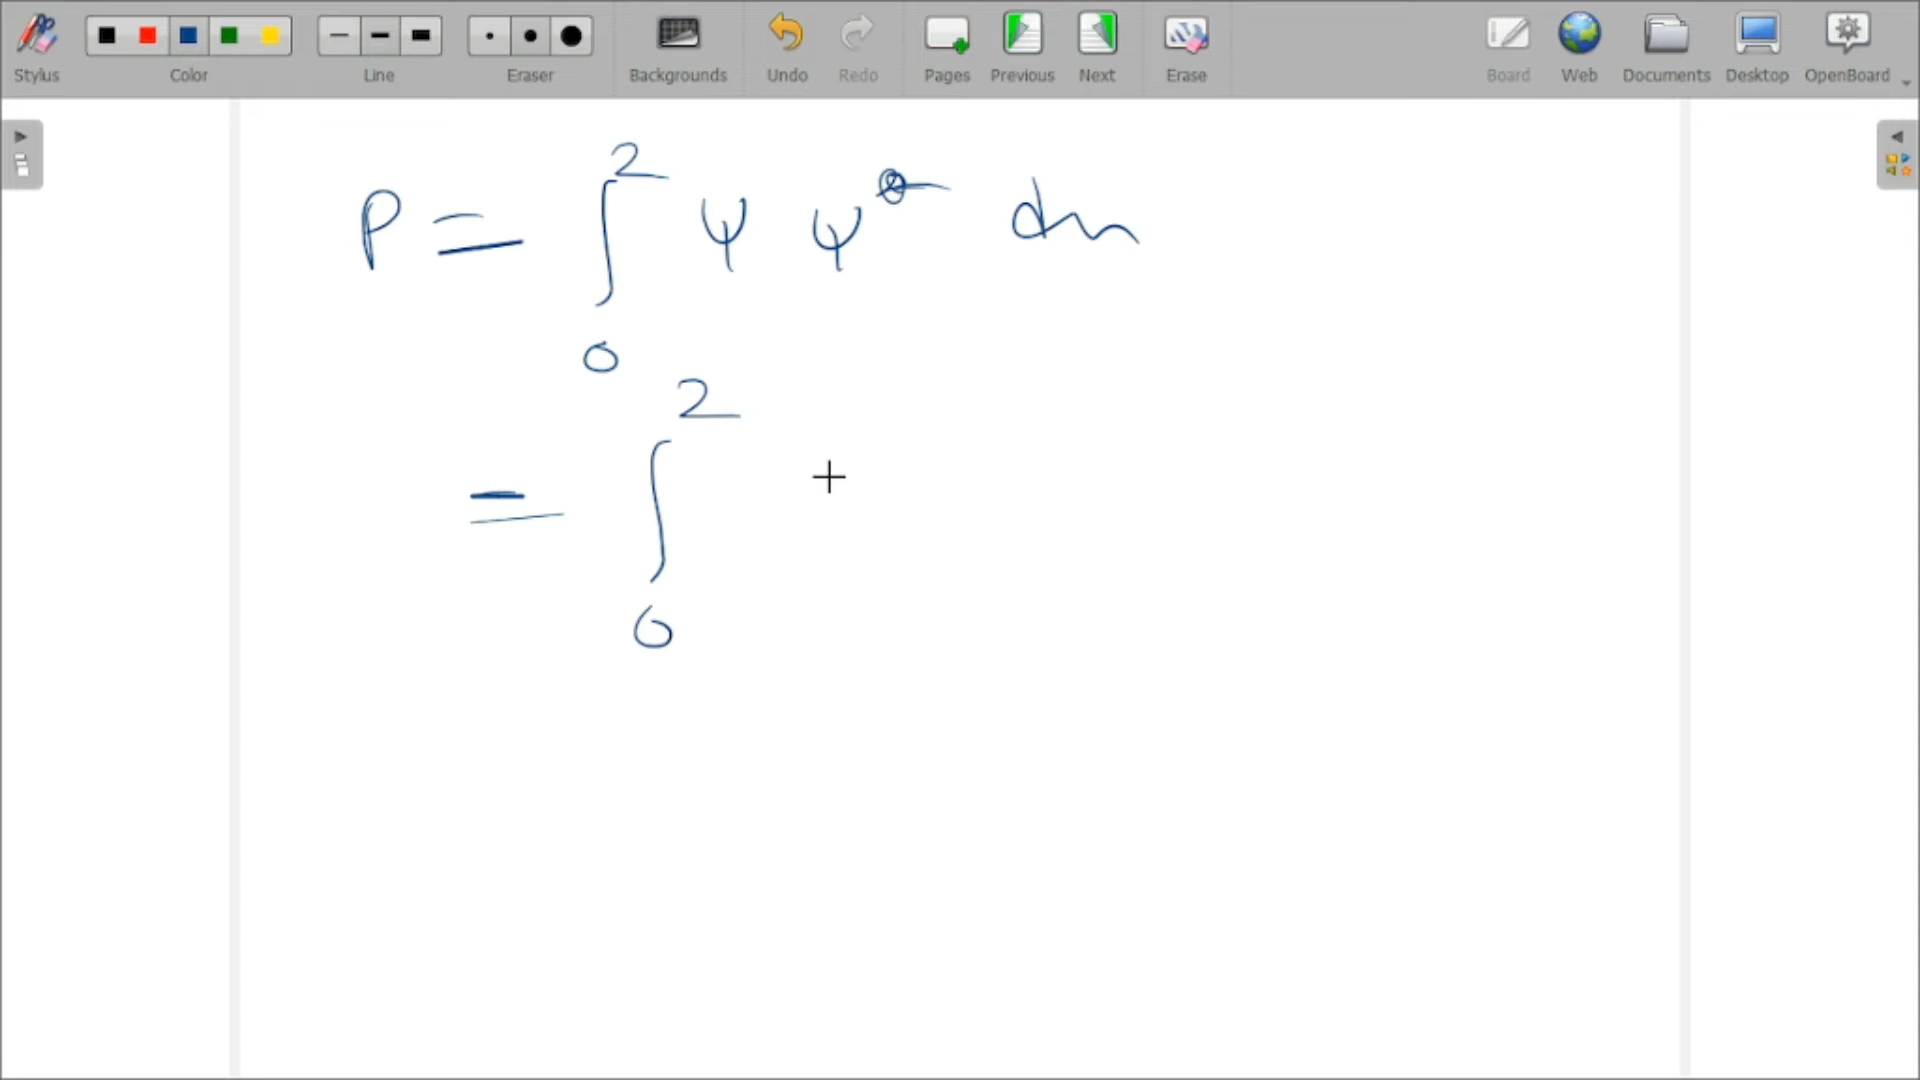 Stylus Color Line Eraser Backgrounds Undo Redo Pages Previous Next Erase Board Web Documents Desktop OpenBoard
P = ∫₀² ψ ψ* dx
= ∫₀²